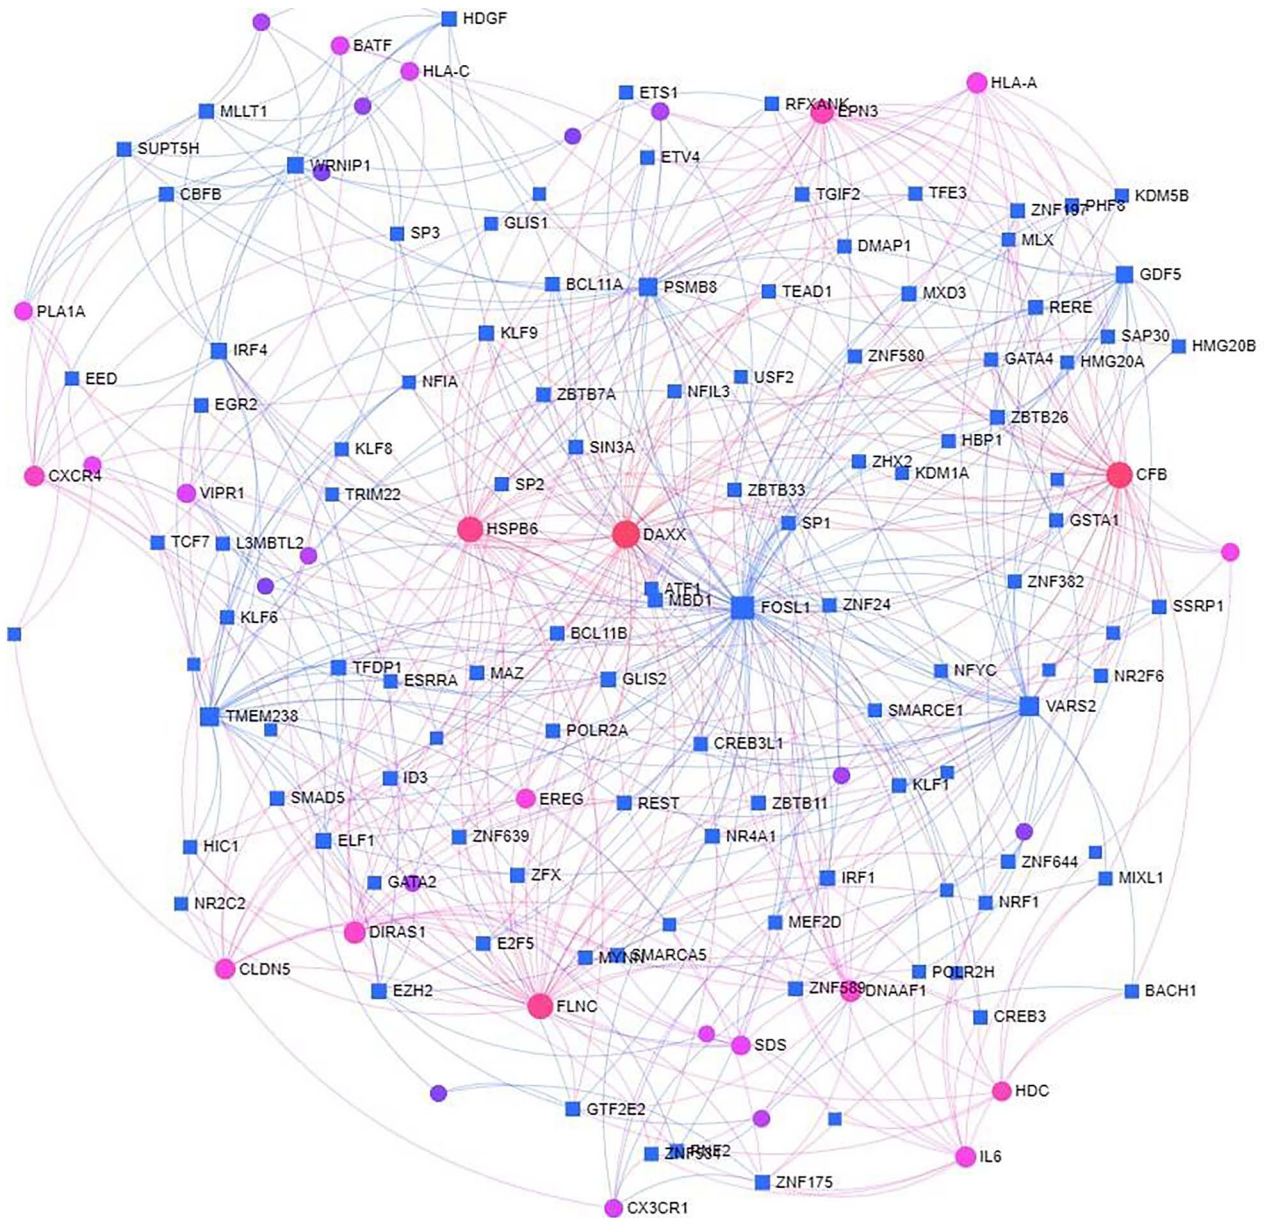 HDGF
BATF
HLA-C
HLA-A
ETS1
RFXANK
EPN3
MLLT1
SUPT5H
ETV4
WRNIP1
CBFB
TGIF2
TFE3
KDM5B
PHF8
ZNF197
GLIS1
SP3
MLX
DMAP1
GDF5
BCL11A
PSMB8
TEAD1
MXD3
RERE
PLA1A
KLF9
SAP30
HMG20B
IRF4
ZNF580
GATA4
HMG20A
EED
NFIA
USF2
NFIL3
ZBTB7A
EGR2
ZBTB26
HBP1
KLF8
SIN3A
ZHX2
KDM1A
CXCR4
CFB
SP2
ZBTB33
VIPR1
TRIM22
GSTA1
SP1
HSPB6
DAXX
TCF7
L3MBTL2
ZNF382
ATF1
MBD1
FOSL1
ZNF24
SSRP1
KLF6
BCL11B
TFDP1
ESRRA
MAZ
GLIS2
NFYC
NR2F6
VARS2
SMARCE1
TMEM238
POLR2A
CREB3L1
ID3
KLF1
SMAD5
EREG
REST
ZBTB11
HIC1
ELF1
ZNF639
NR4A1
ZNF644
GATA2
ZFX
IRF1
MIXL1
NR2C2
NRF1
MEF2D
DIRAS1
E2F5
MYNN
SMARCA5
CLDN5
POLR2H
EZH2
ZNF589
DNAAF1
BACH1
FLNC
CREB3
SDS
HDC
GTF2E2
IL6
ZNF175
CX3CR1